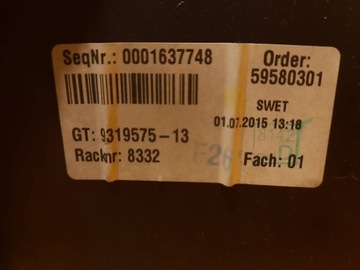 SeqNr.: 0001637748
Order:
59580301
SWET
01.07.2015 13:18
GT: 9319575-13
Racknr: 8332
Fach: 01
D